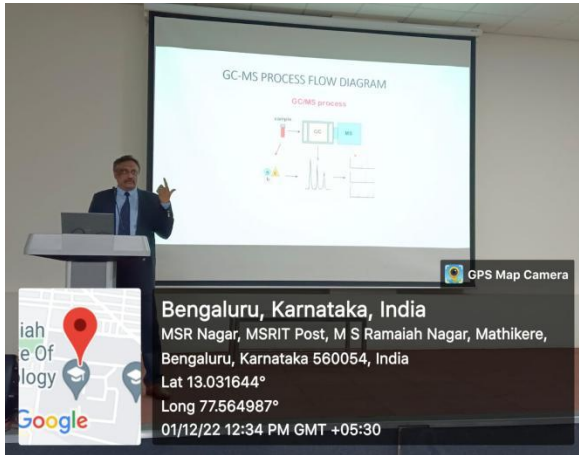 GC-MS PROCESS FLOW DIAGRAM
GC/MS process
sample
GC
MS
GPS Map Camera
Bengaluru, Karnataka, India
MSR Nagar, MSRIT Post, M S Ramaiah Nagar, Mathikere,
Bengaluru, Karnataka 560054, India
Lat 13.031644°
Long 77.564987°
01/12/22 12:34 PM GMT +05:30
iah
e Of
logy
Google